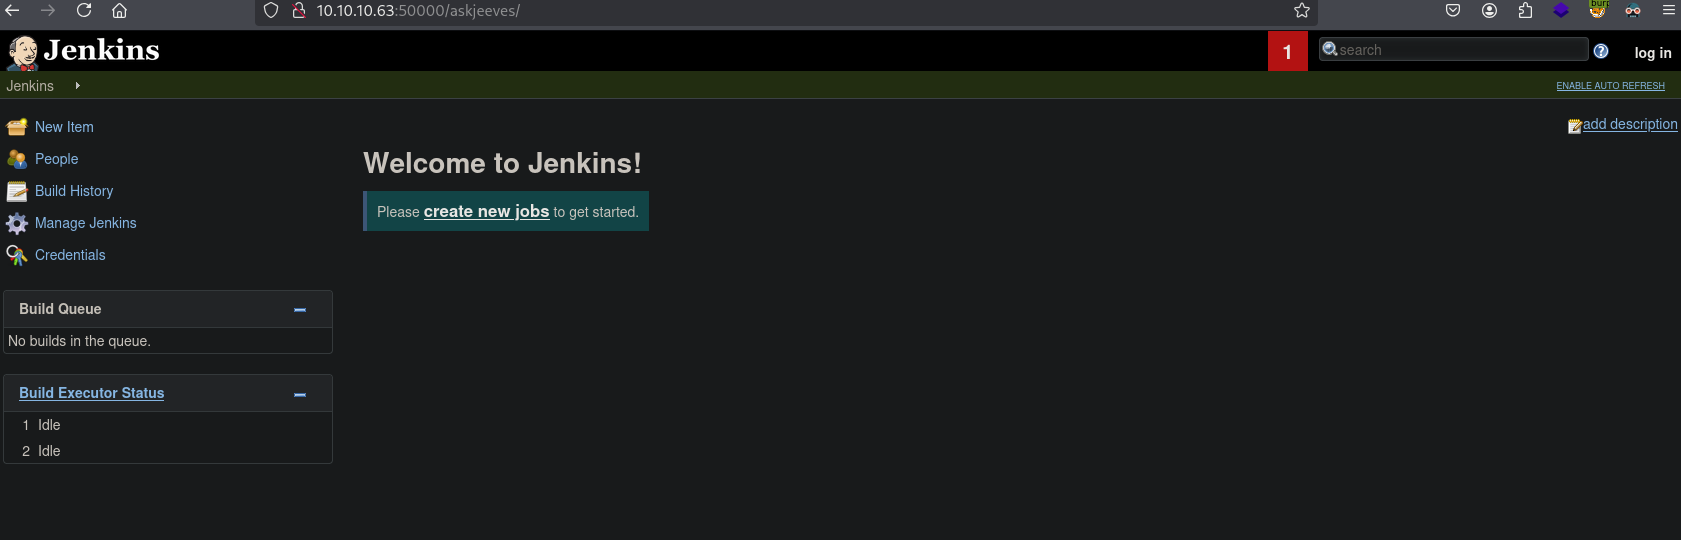 10.10.10.63:50000/askjeeves/
burp
Jenkins
1
search
?
log in
Jenkins
ENABLE AUTO REFRESH
New Item
add description
People
Welcome to Jenkins!
Build History
Please create new jobs to get started.
Manage Jenkins
Credentials
Build Queue
No builds in the queue.
Build Executor Status
1 Idle
2 Idle